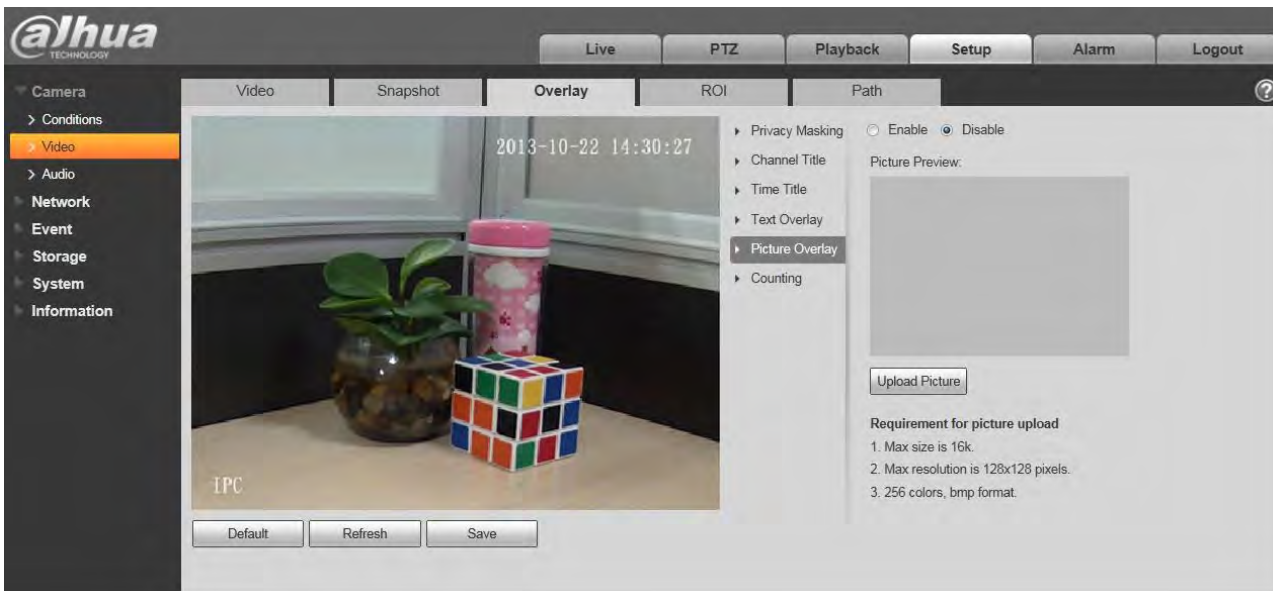 alhua
TECHNOLOGY
Live PTZ Playback Setup Alarm Logout
Camera
Conditions
Video
Audio
Network
Event
Storage
System
Information
Video Snapshot Overlay ROI Path
?
2013-10-22 14:30:27
IPC
Default Refresh Save
Privacy Masking
Channel Title
Time Title
Text Overlay
Picture Overlay
Counting
Enable Disable
Picture Preview:
Upload Picture
Requirement for picture upload
1. Max size is 16k.
2. Max resolution is 128x128 pixels.
3. 256 colors, bmp format.